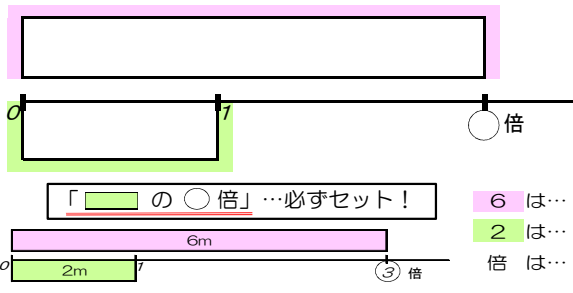 0 1 倍
「 の ◯ 倍」…必ずセット！
6 は…
2 は…
倍 は…
6m
0 1 3 倍
2m